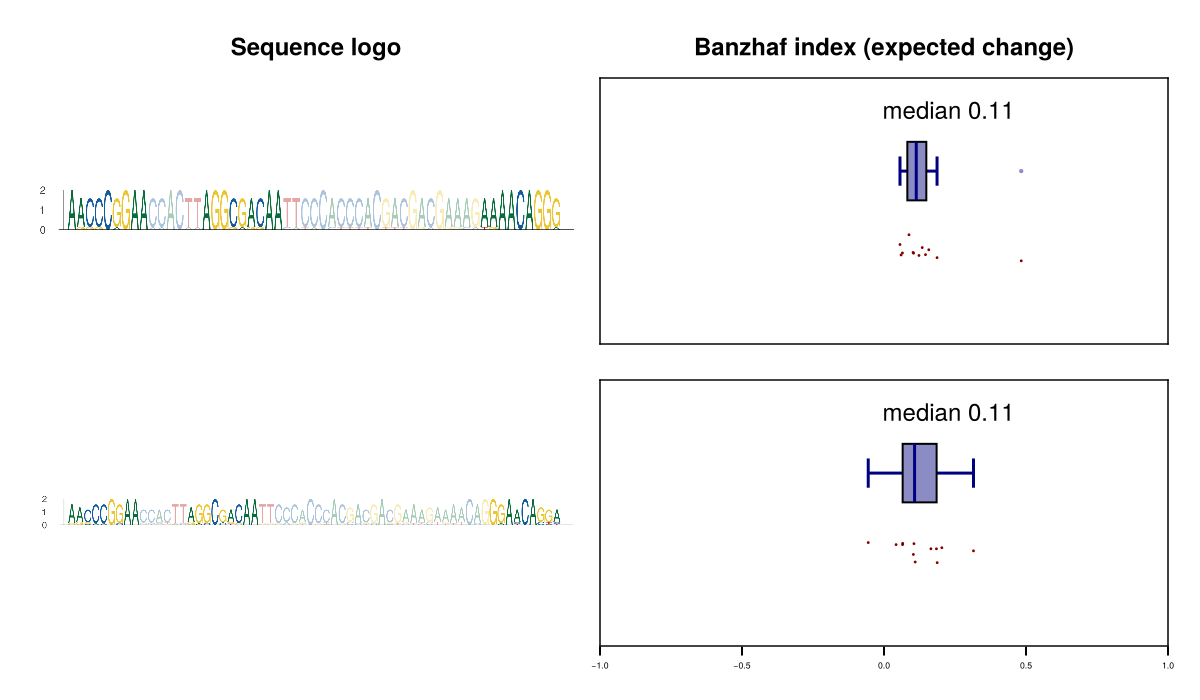 Sequence logo
Banzhaf index (expected change)
median 0.11
2
1
0
AACCCGGAACCACTTAGGCGACAATTCCCACCCACGACGACGAAAGAAAACAGGG
median 0.11
2
1
0
AACCCGGAACCACTTAGGCGACAATTCCCACCCACGACGACGAAAGAAAACAGGGAACAGGA
−1.0
−0.5
0.0
0.5
1.0